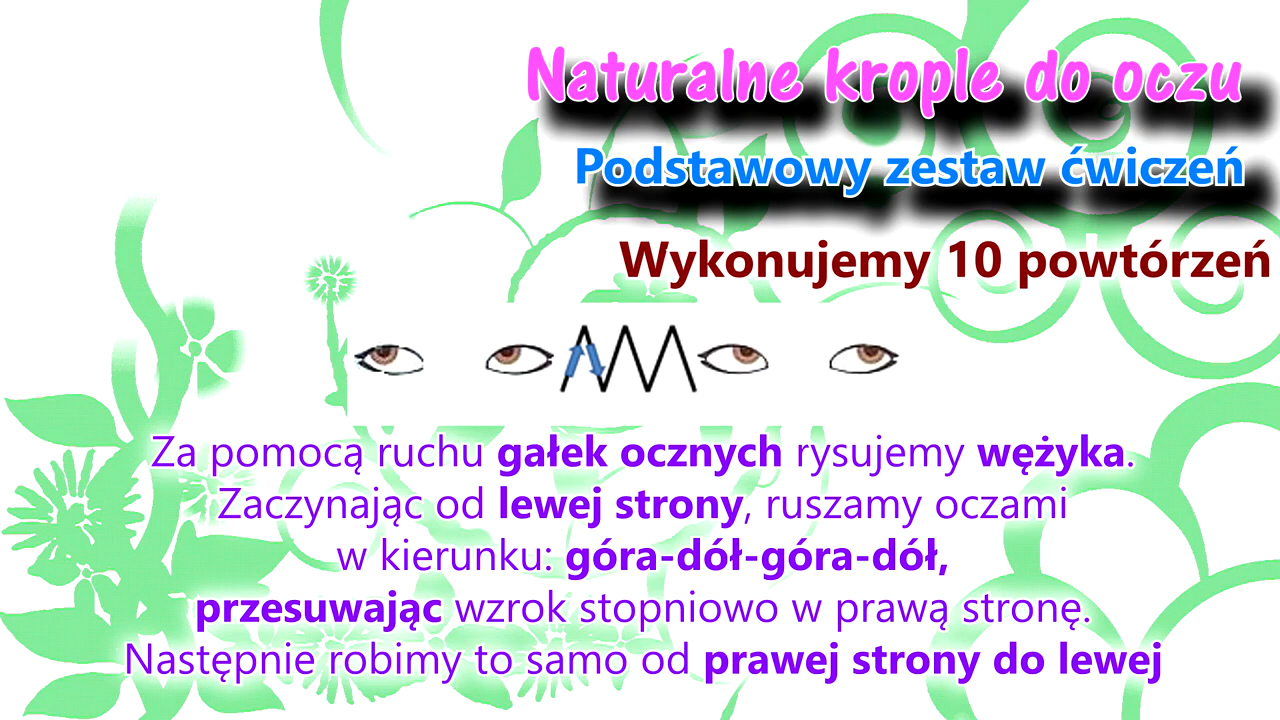 Naturalne krople do oczu
Podstawowy zestaw ćwiczeń
Wykonujemy 10 powtórzeń
Za pomocą ruchu gałek ocznych rysujemy wężyka.
Zaczynając od lewej strony, ruszamy oczami
w kierunku: góra-dół-góra-dół,
przesuwając wzrok stopniowo w prawą stronę.
Następnie robimy to samo od prawej strony do lewej